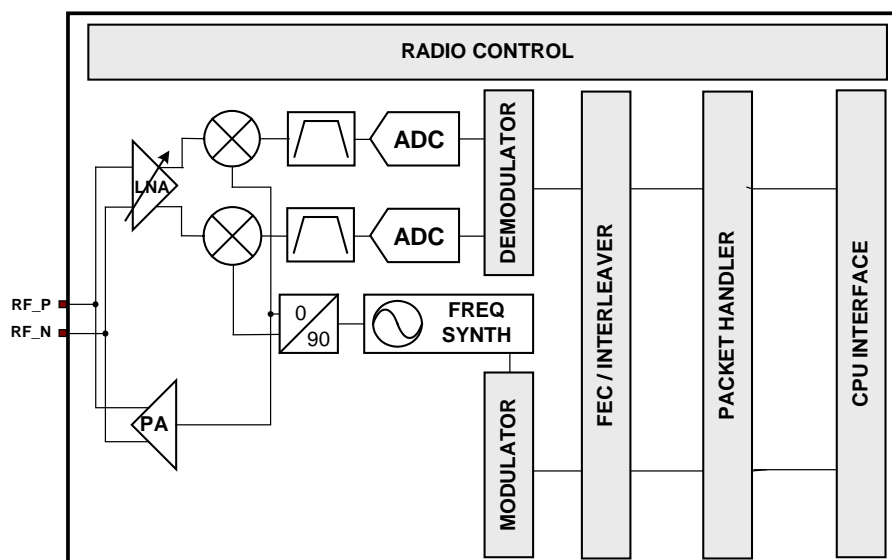 RADIO CONTROL
LNA
ADC
ADC
DEMODULATOR
FEC / INTERLEAVER
PACKET HANDLER
CPU INTERFACE
RF_P
RF_N
0
90
FREQ
SYNTH
PA
MODULATOR